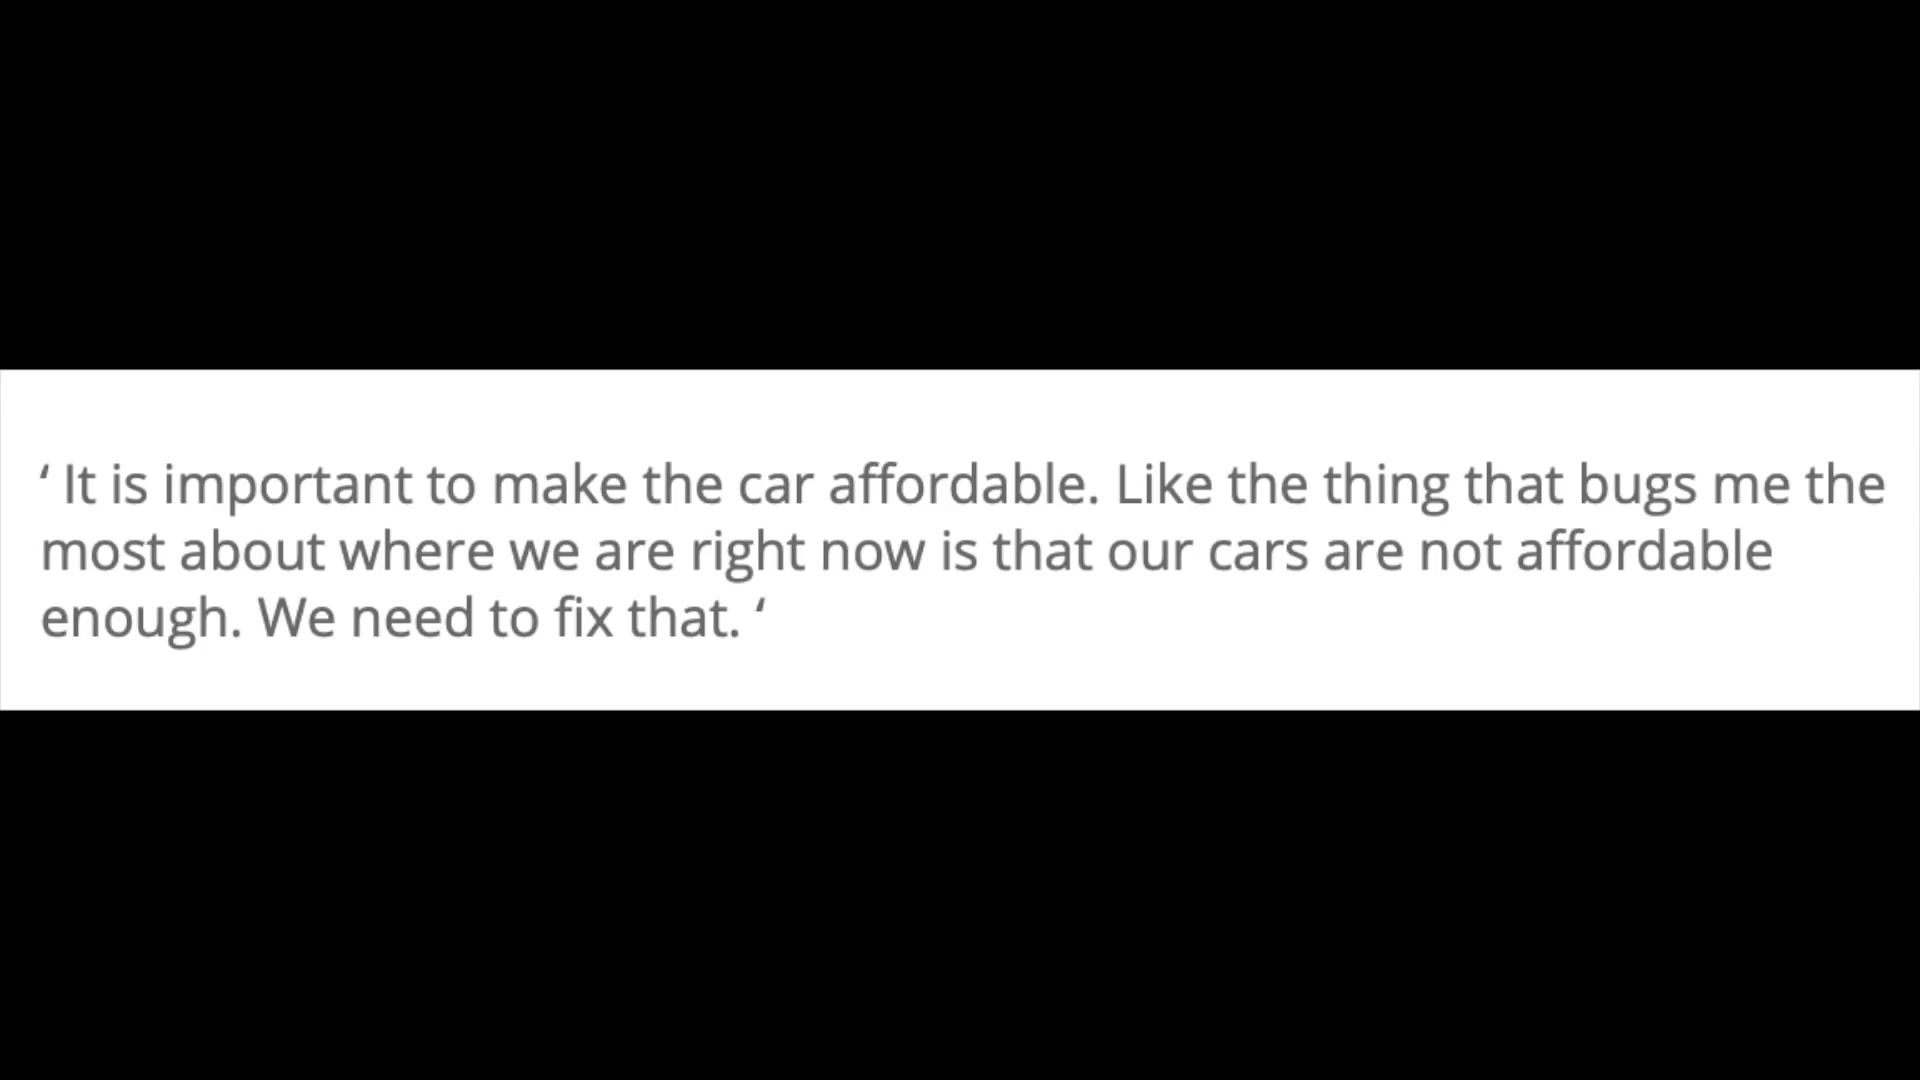 ‘ It is important to make the car affordable. Like the thing that bugs me the
most about where we are right now is that our cars are not affordable
enough. We need to fix that. ‘